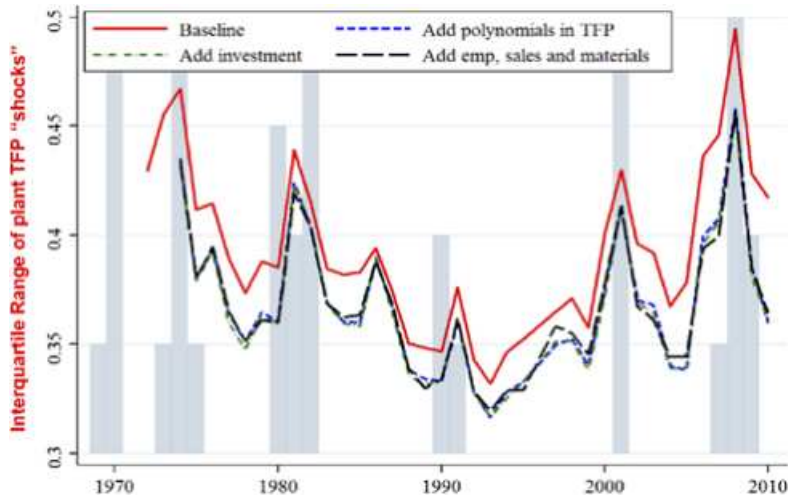 Baseline
Add polynomials in TFP
Add investment
Add emp, sales and materials
Interquartile Range of plant TFP “shocks”
0.5
0.45
0.4
0.35
0.3
1970
1980
1990
2000
2010